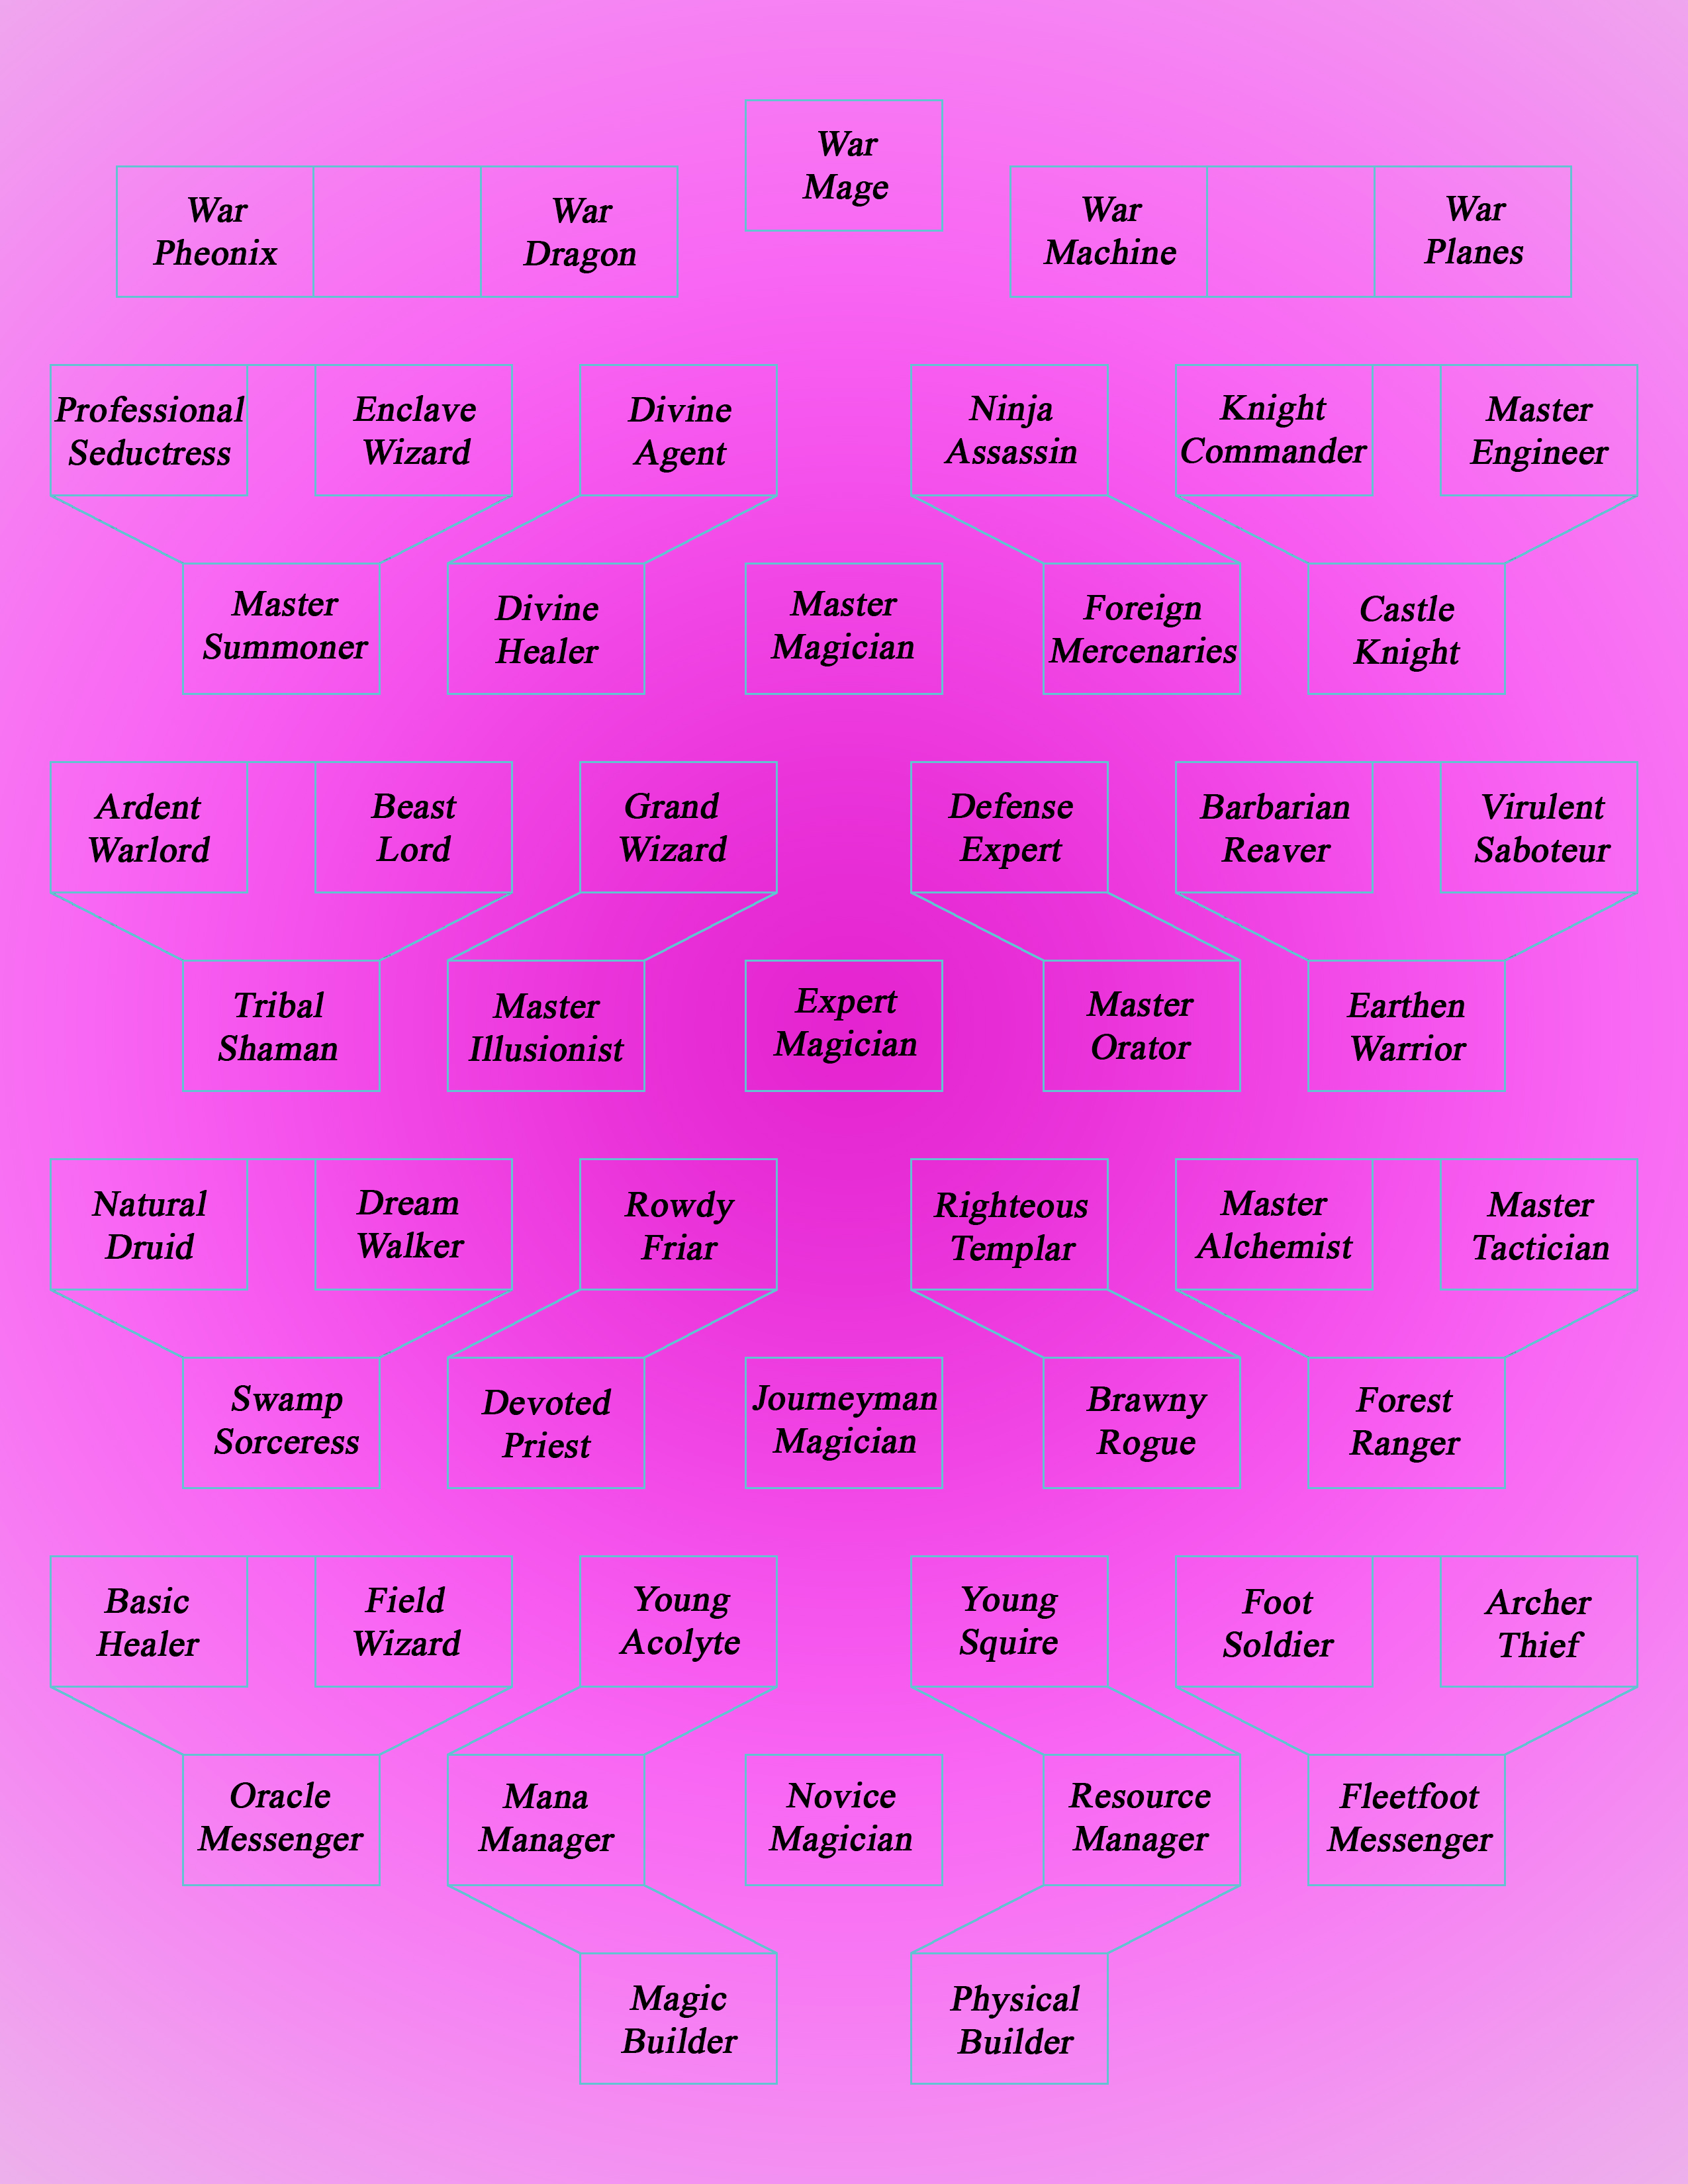 War
Mage
War
Pheonix
War
Dragon
War
Machine
War
Planes
Professional
Seductress
Enclave
Wizard
Divine
Agent
Ninja
Assassin
Knight
Commander
Master
Engineer
Master
Summoner
Divine
Healer
Master
Magician
Foreign
Mercenaries
Castle
Knight
Ardent
Warlord
Beast
Lord
Grand
Wizard
Defense
Expert
Barbarian
Reaver
Virulent
Saboteur
Tribal
Shaman
Master
Illusionist
Expert
Magician
Master
Orator
Earthen
Warrior
Natural
Druid
Dream
Walker
Rowdy
Friar
Righteous
Templar
Master
Alchemist
Master
Tactician
Swamp
Sorceress
Devoted
Priest
Journeyman
Magician
Brawny
Rogue
Forest
Ranger
Basic
Healer
Field
Wizard
Young
Acolyte
Young
Squire
Foot
Soldier
Archer
Thief
Oracle
Messenger
Mana
Manager
Novice
Magician
Resource
Manager
Fleetfoot
Messenger
Magic
Builder
Physical
Builder